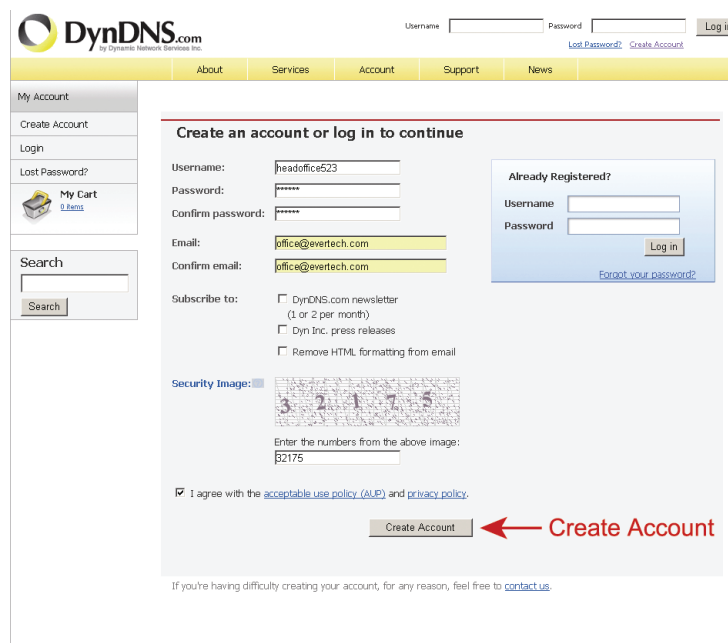 DynDNS.com
by Dynamic Network Services Inc.
Username
Password
Log in
Lost Password? Create Account
About Services Account Support News
My Account
Create Account
Login
Lost Password?
My Cart
0 items
Search
Search
Create an account or log in to continue
Username: headoffice523
Password: ******
Confirm password: ******
Email: office@evertech.com
Confirm email: office@evertech.com
Subscribe to:
DynDNS.com newsletter
(1 or 2 per month)
Dyn Inc. press releases
Remove HTML formatting from email
Security Image:
3 2 1 7 5
Enter the numbers from the above image:
32175
I agree with the acceptable use policy (AUP) and privacy policy.
Create Account
Create Account
Already Registered?
Username
Password
Log in
Forgot your password?
If you're having difficulty creating your account, for any reason, feel free to contact us.